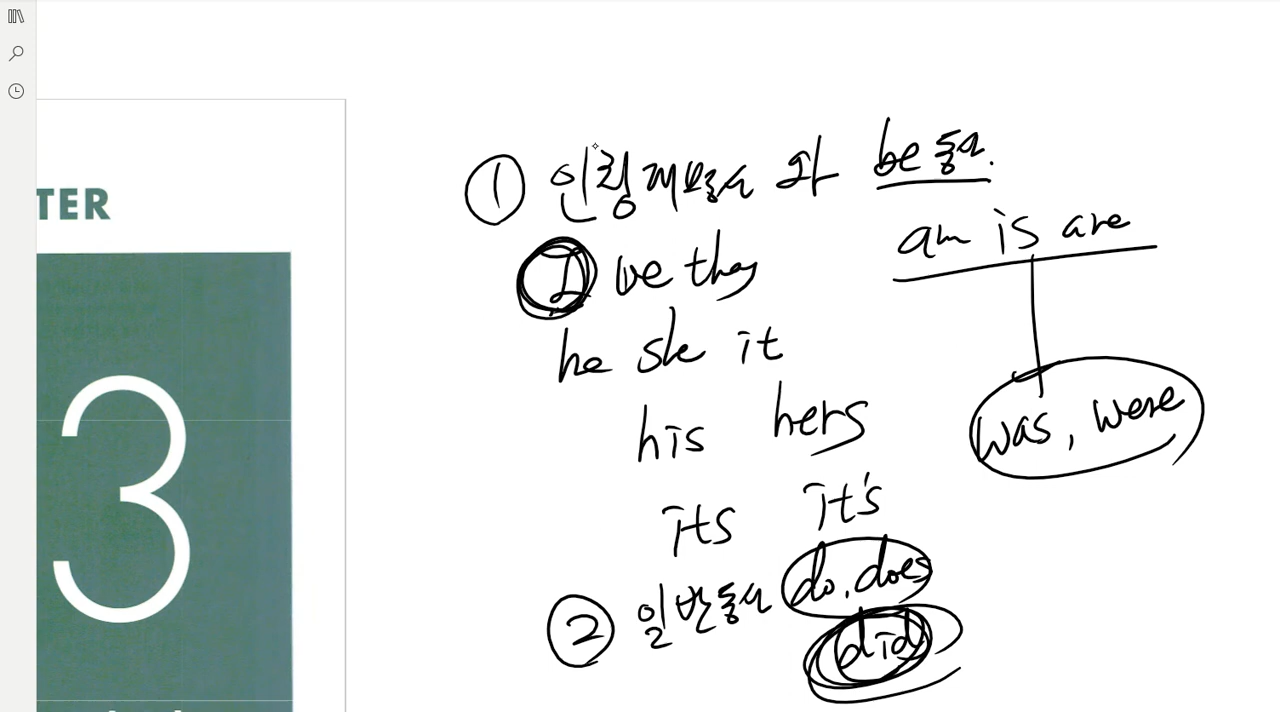 TER
3
① 인칭대명사 와 be동사.
am is are
I we they
he she it
his hers
was, were
its it's
② 일반동사 do, does
did